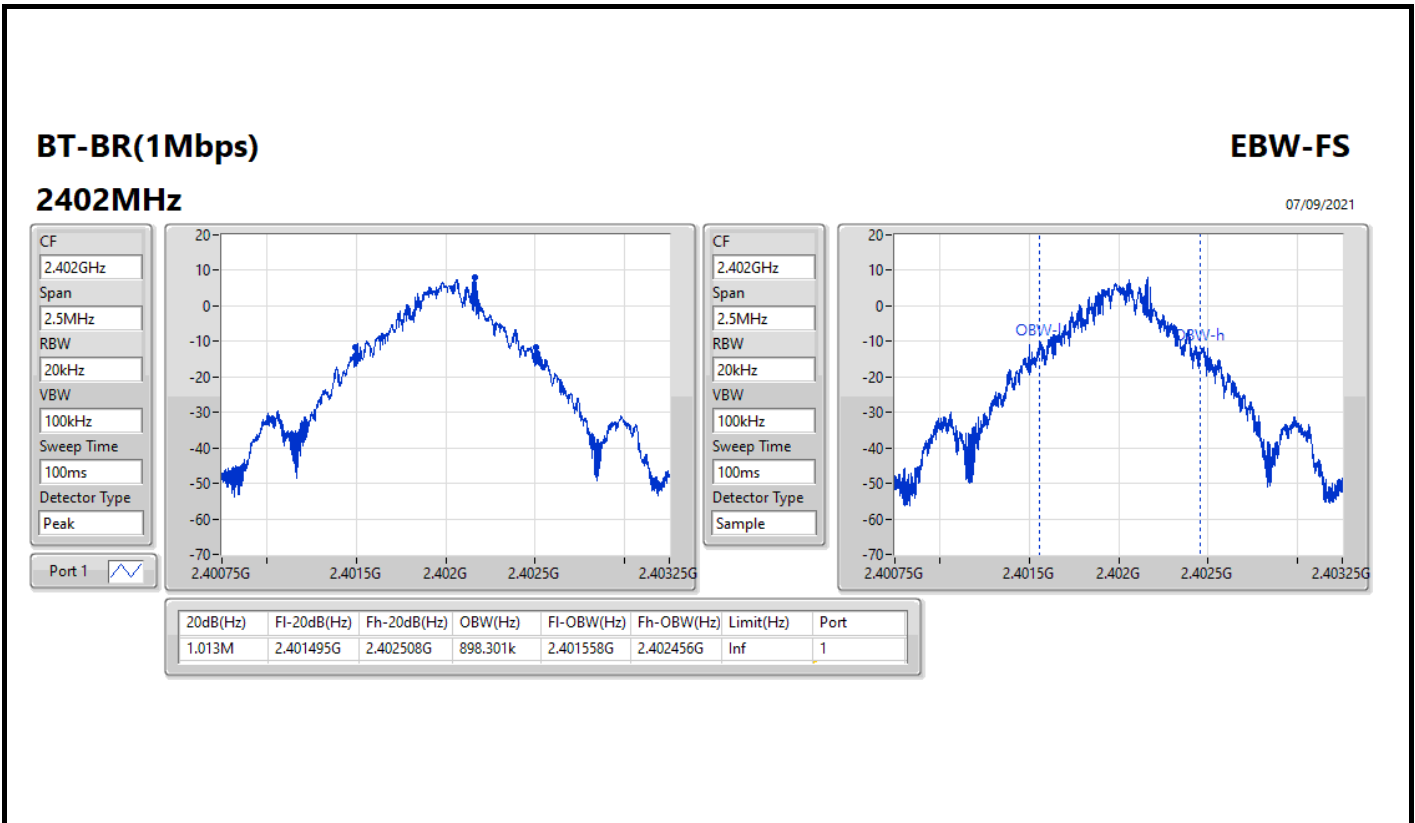 BT-BR(1Mbps)
EBW-FS
2402MHz
07/09/2021
CF
2.402GHz
Span
2.5MHz
RBW
20kHz
VBW
100kHz
Sweep Time
100ms
Detector Type
Peak
Port 1
20
10
0
-10
-20
-30
-40
-50
-60
-70
2.40075G 2.4015G 2.402G 2.4025G 2.40325G
CF
2.402GHz
Span
2.5MHz
RBW
20kHz
VBW
100kHz
Sweep Time
100ms
Detector Type
Sample
20
10
0
-10
-20
-30
-40
-50
-60
-70
OBW-l
OBW-h
2.40075G 2.4015G 2.402G 2.4025G 2.40325G
20dB(Hz) Fl-20dB(Hz) Fh-20dB(Hz) OBW(Hz) Fl-OBW(Hz) Fh-OBW(Hz) Limit(Hz) Port
1.013M 2.401495G 2.402508G 898.301k 2.401558G 2.402456G Inf 1